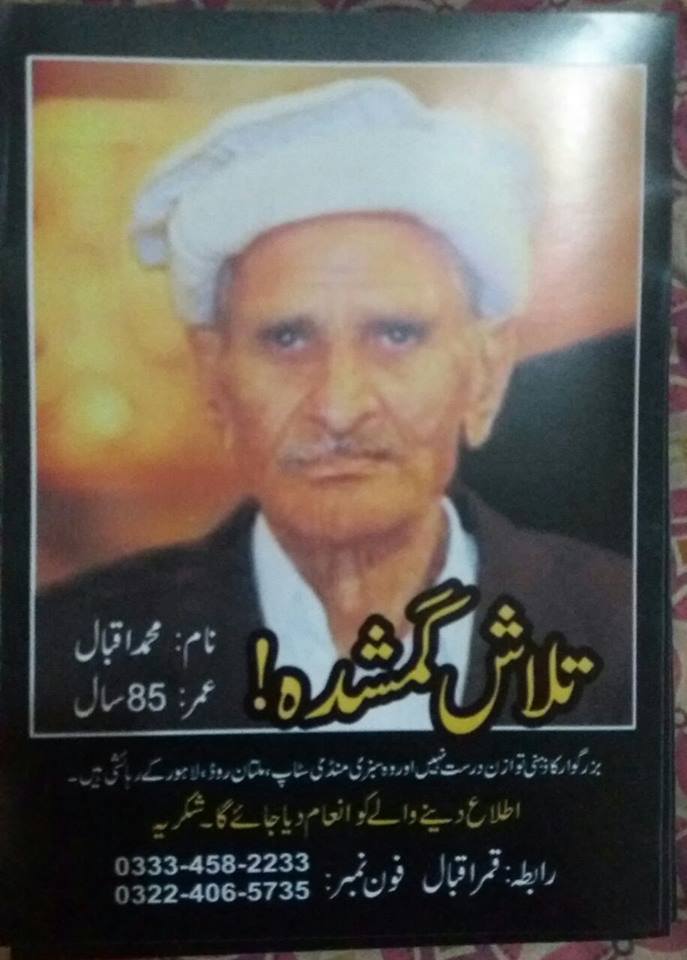 تلاش گمشدہ!
نام: محمد اقبال
عمر: 85 سال
بزرگوار کا ذہنی توازن درست نہیں اور وہ سبزی منڈی سٹاپ، ملتان روڈ، لاہور کے رہائشی ہیں۔
اطلاع دینے والے کو انعام دیا جائے گا۔ شکریہ
رابطہ: قمر اقبال فون نمبر: 0333-458-2233
0322-406-5735